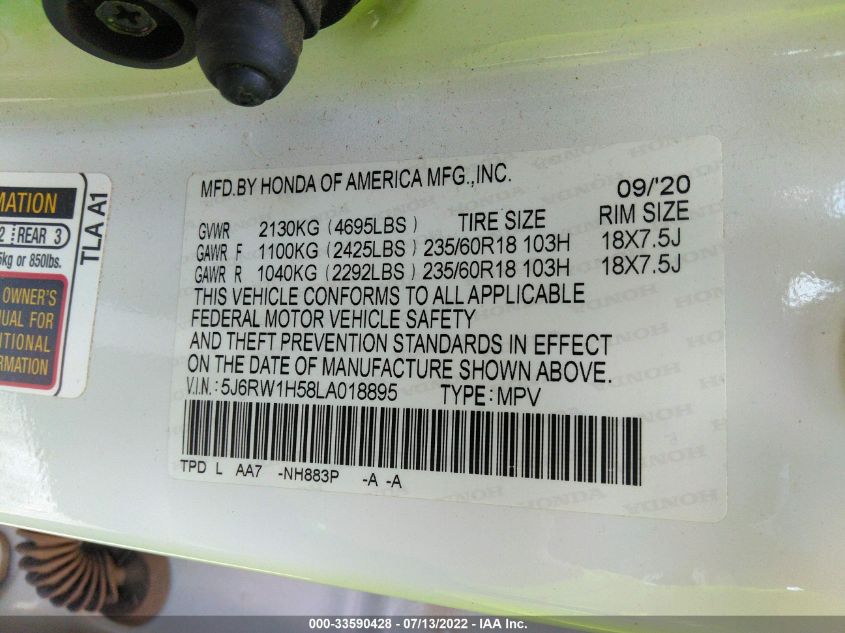 MATION
2 REAR 3
5kg or 850lbs.
OWNER'S
NUAL FOR
ITIONAL
RMATION
TLA A1
MFD.BY HONDA OF AMERICA MFG.,INC. 09/'20
GVWR 2130KG (4695LBS) TIRE SIZE RIM SIZE
GAWR F 1100KG (2425LBS) 235/60R18 103H 18X7.5J
GAWR R 1040KG (2292LBS) 235/60R18 103H 18X7.5J
THIS VEHICLE CONFORMS TO ALL APPLICABLE
FEDERAL MOTOR VEHICLE SAFETY
AND THEFT PREVENTION STANDARDS IN EFFECT
ON THE DATE OF MANUFACTURE SHOWN ABOVE.
V.I.N.: 5J6RW1H58LA018895 TYPE: MPV
TPD L AA7 -NH883P -A -A
000-33590428 - 07/13/2022 - IAA Inc.